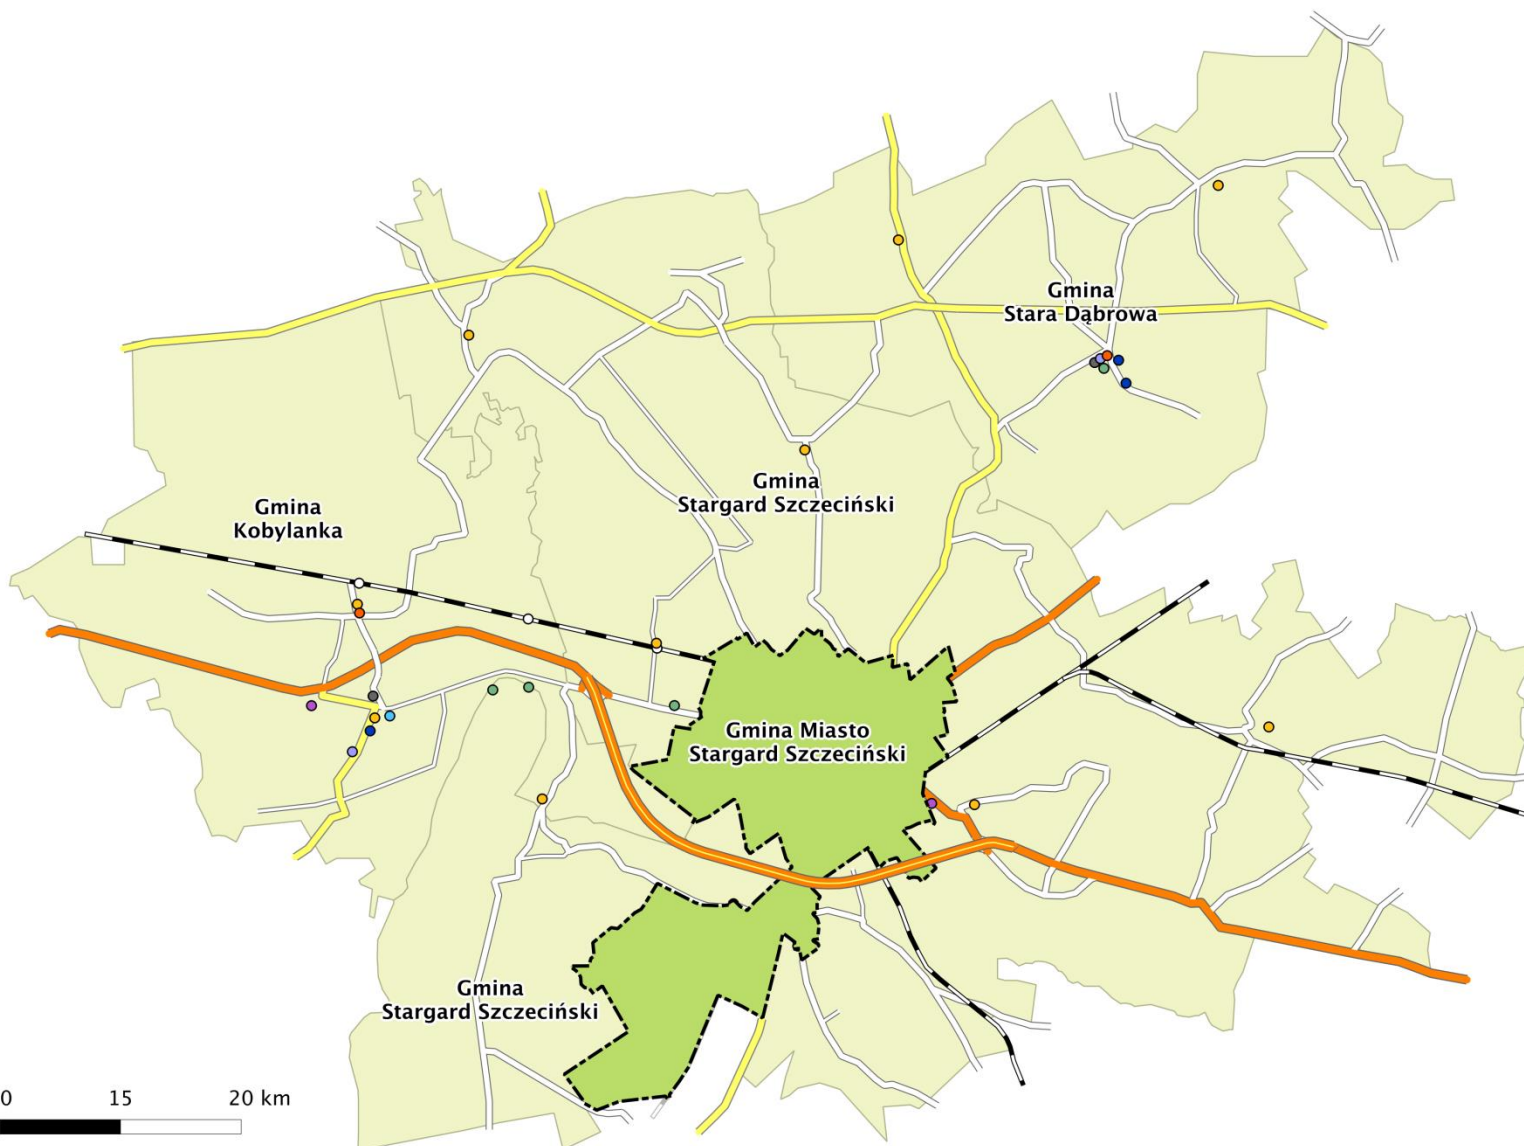 Gmina
Stara Dąbrowa
Gmina
Stargard Szczeciński
Gmina
Kobylanka
Gmina Miasto
Stargard Szczeciński
Gmina
Stargard Szczeciński
0 15 20 km